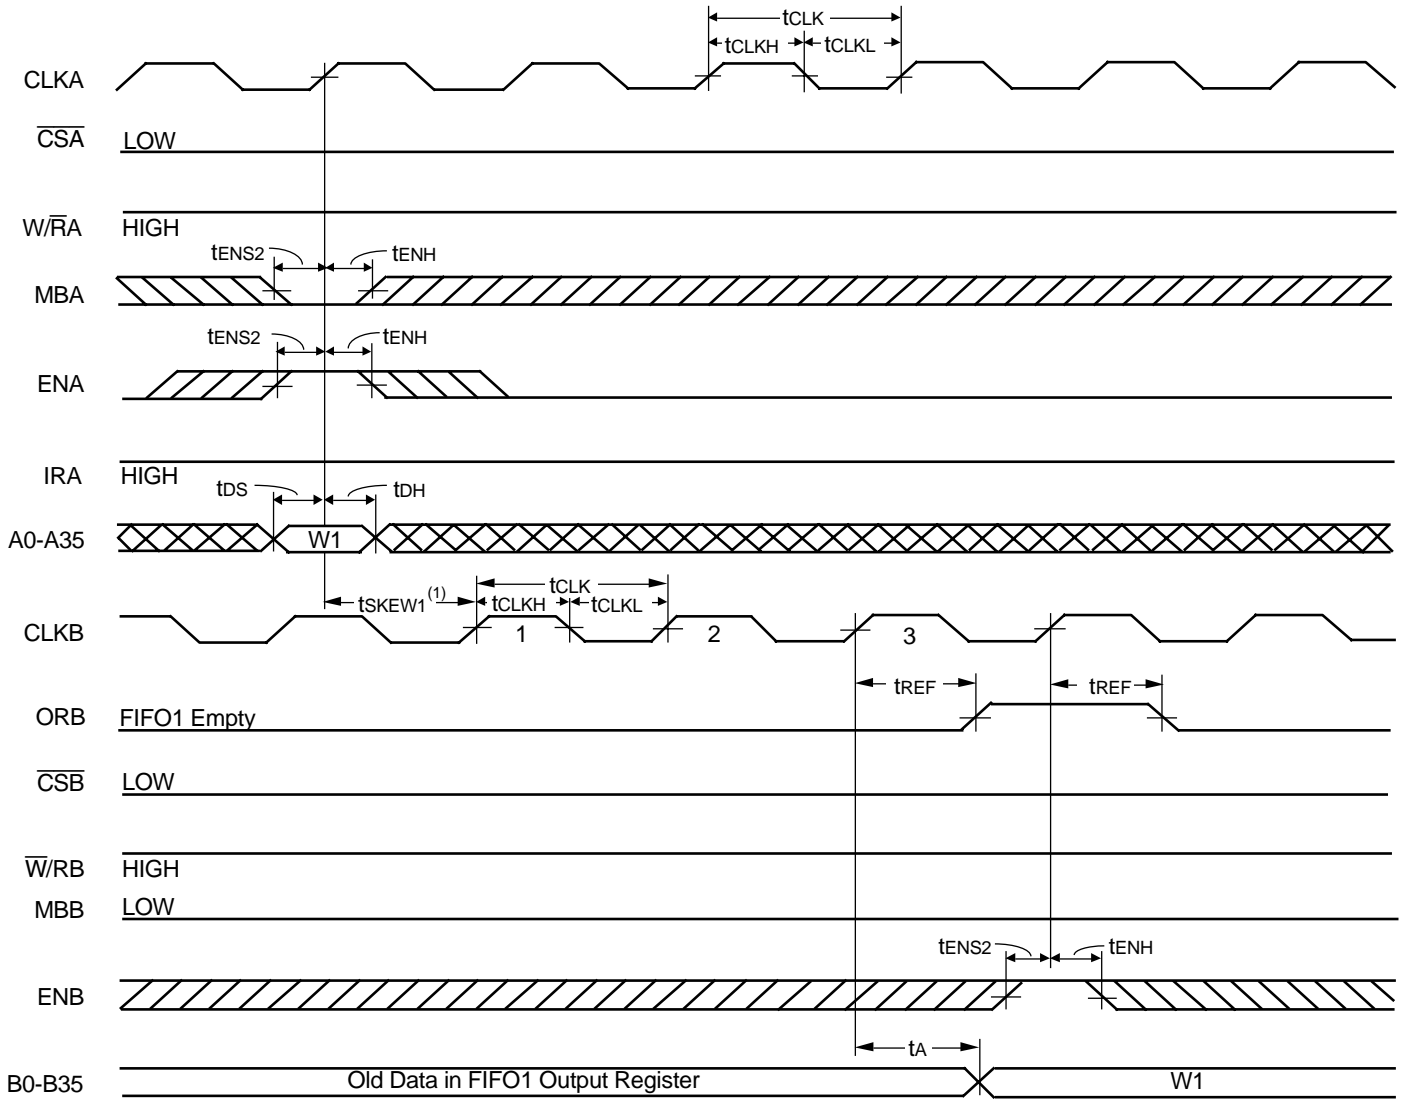 tCLK
tCLKH tCLKL
CLKA
CSA LOW
W/RA HIGH
tENS2 tENH
MBA
tENS2 tENH
ENA
IRA HIGH
tDS tDH
A0-A35 W1
tCLK
tSKEW1(1) tCLKH tCLKL
CLKB 1 2 3
tREF tREF
ORB FIFO1 Empty
CSB LOW
W/RB HIGH
MBB LOW
tENS2 tENH
ENB
tA
B0-B35 Old Data in FIFO1 Output Register W1